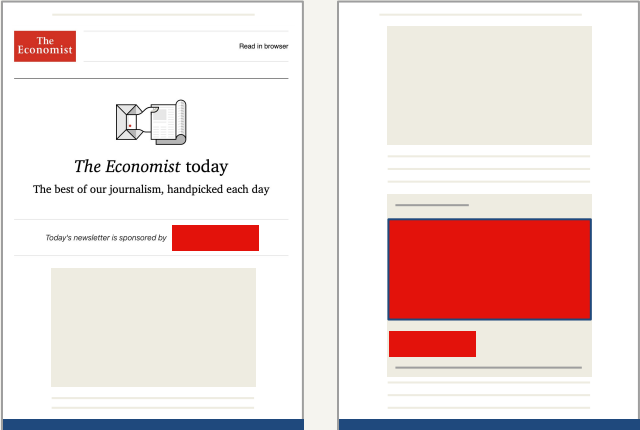 The
Economist
Read in browser
The Economist today
The best of our journalism, handpicked each day
Today's newsletter is sponsored by